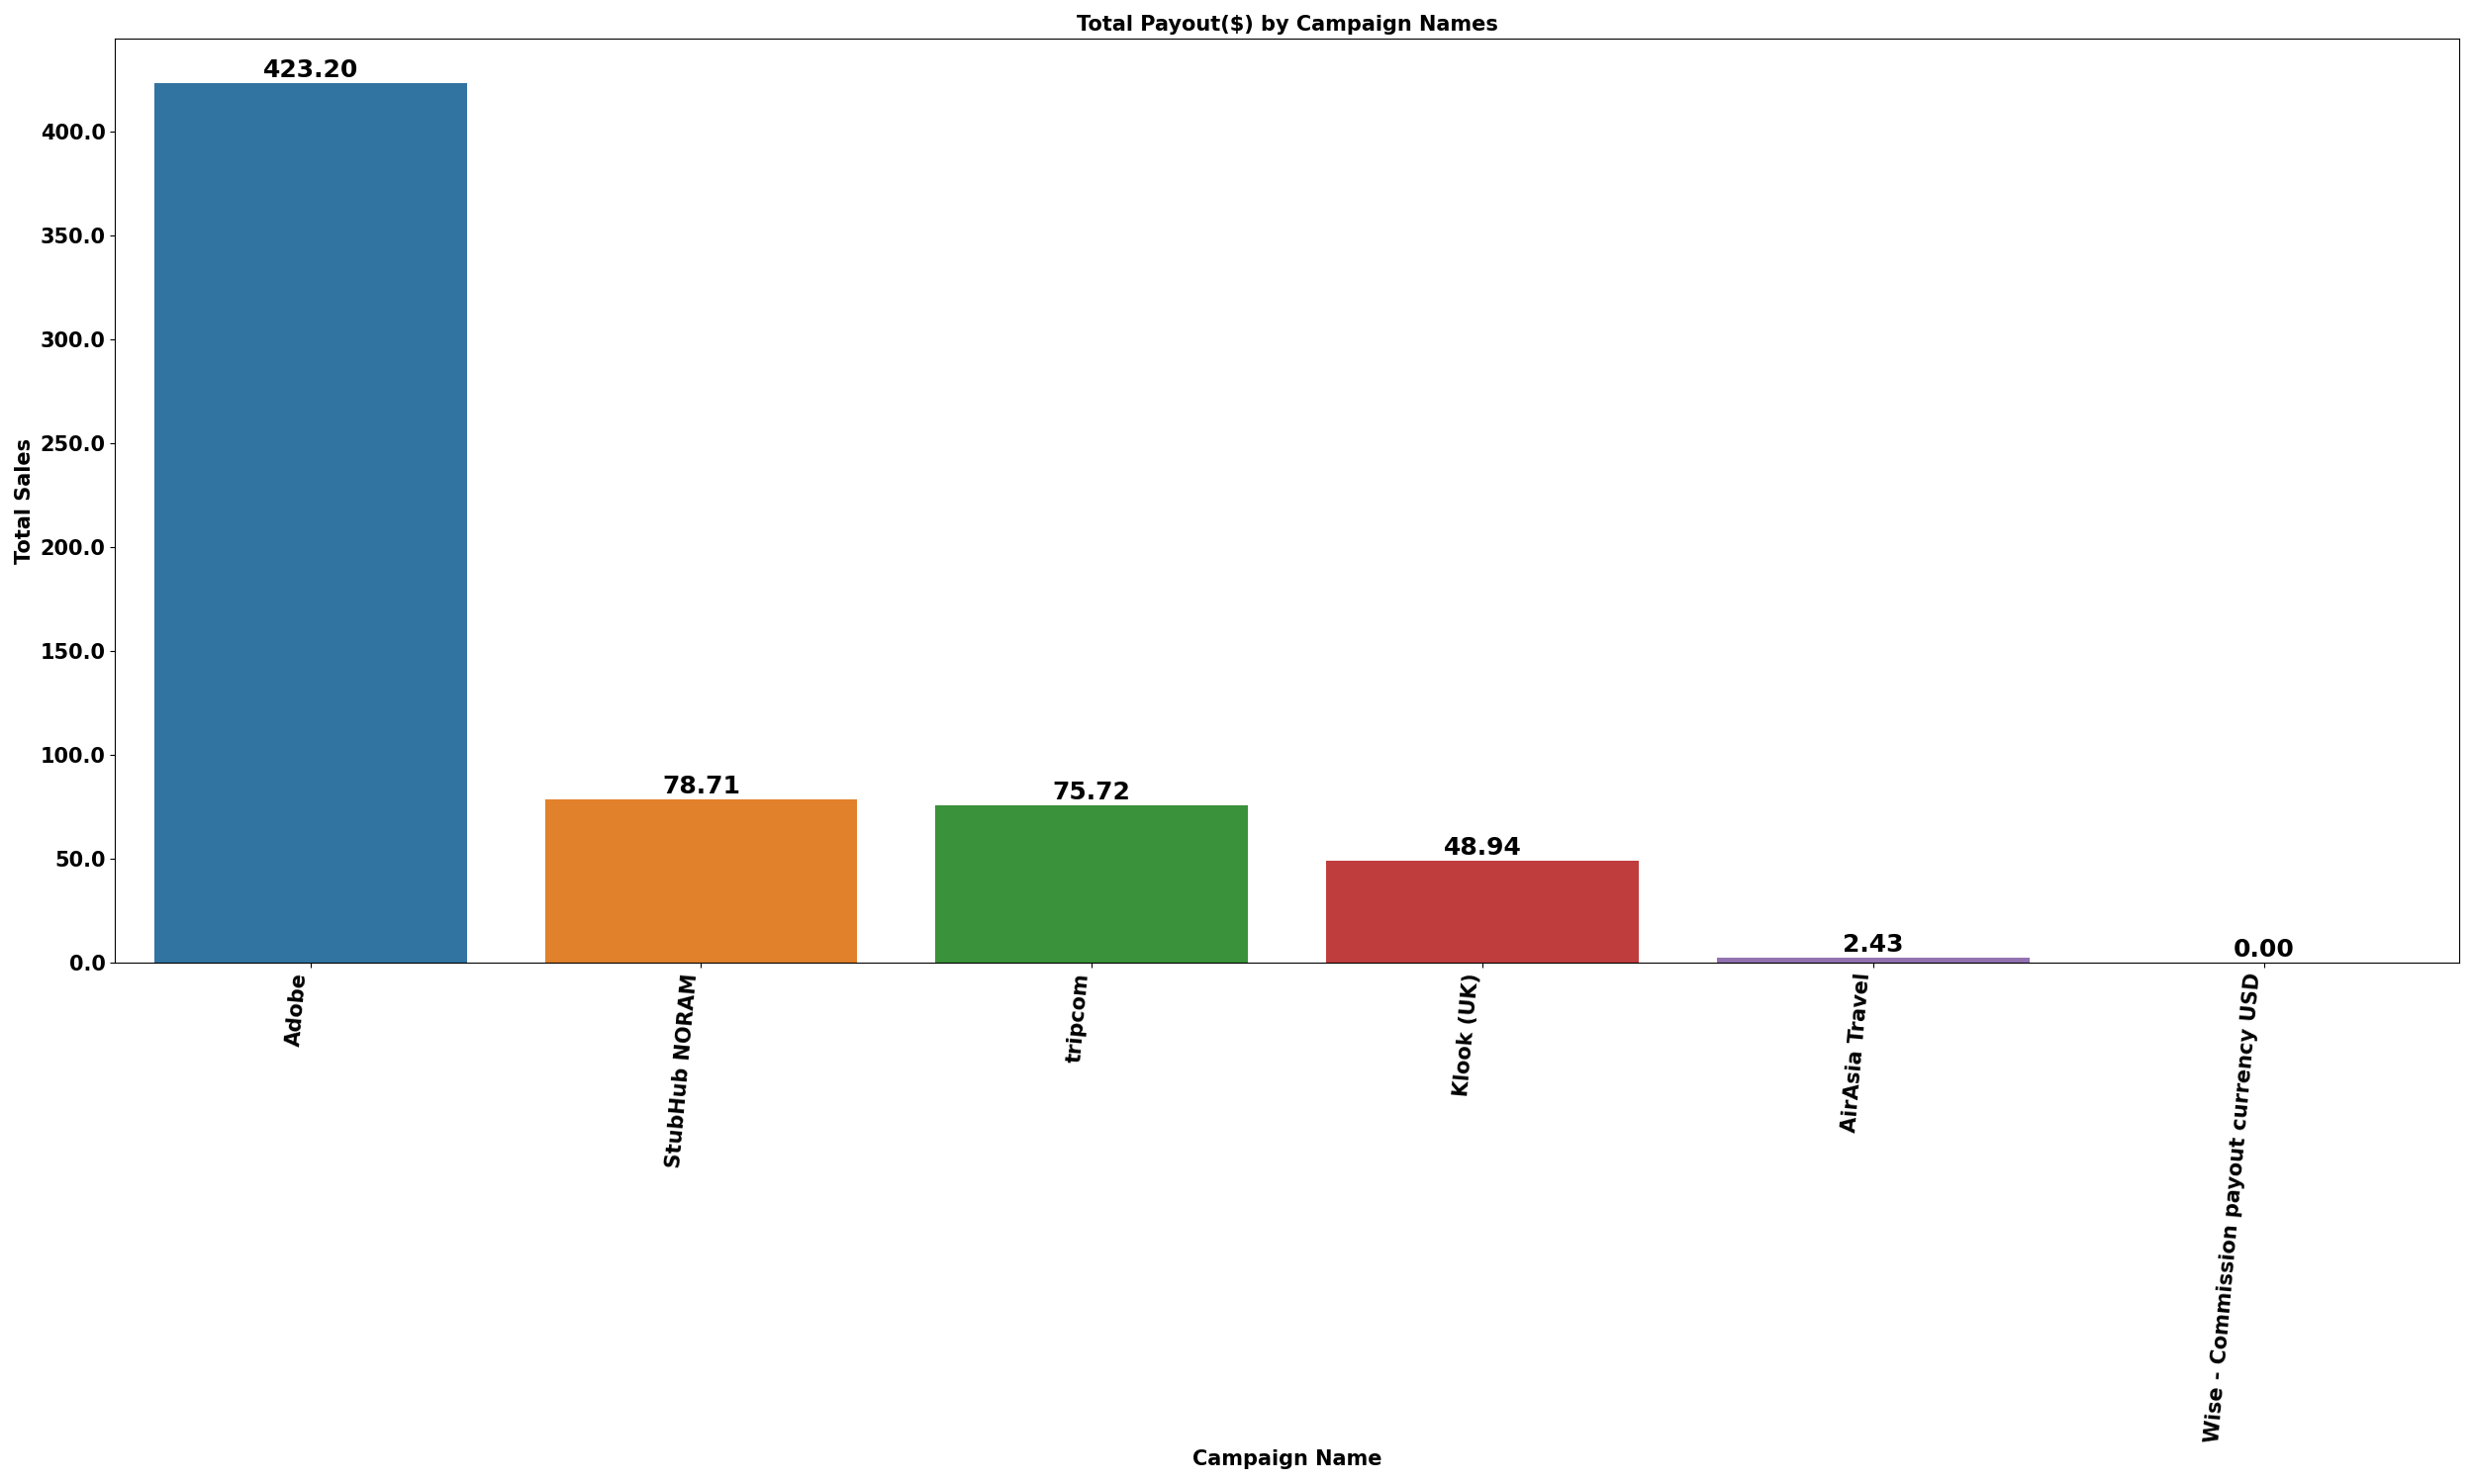 Total Payout($) by Campaign Names
Total Sales
400.0
350.0
300.0
250.0
200.0
150.0
100.0
50.0
0.0
423.20
78.71
75.72
48.94
2.43
0.00
Adobe
StubHub NORAM
tripcom
Klook (UK)
AirAsia Travel
Wise - Commission payout currency USD
Campaign Name